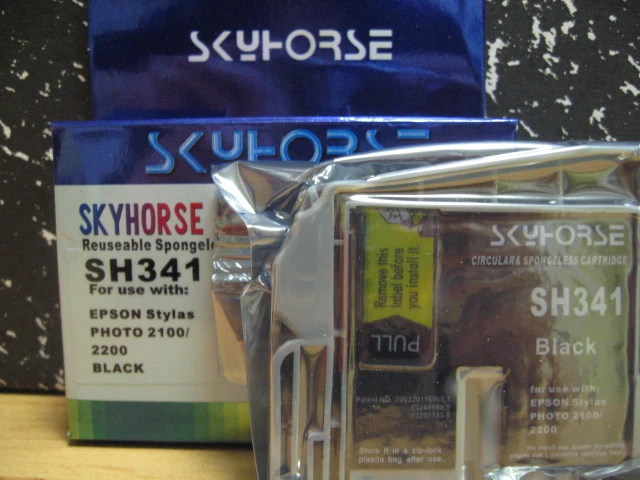 SKYHORSE
SKYHORSE
SKYHORSE
Reuseable Spongele
SH341
For use with:
EPSON Stylas
PHOTO 2100/
2200
BLACK
Remove this
label before
you install it.
PULL
SKYHORSE
CIRCULAR & SPONGELESS CARTRIDGE
SH341
Black
for use with:
EPSON Stylas
PHOTO 2100/
2200
Patent NO.
Store it in a zip-lock
plastic bag after use.